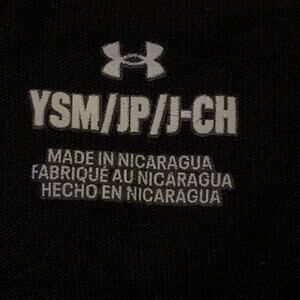 YSM/JP/J-CH
MADE IN NICARAGUA
FABRIQUÉ AU NICARAGUA
HECHO EN NICARAGUA